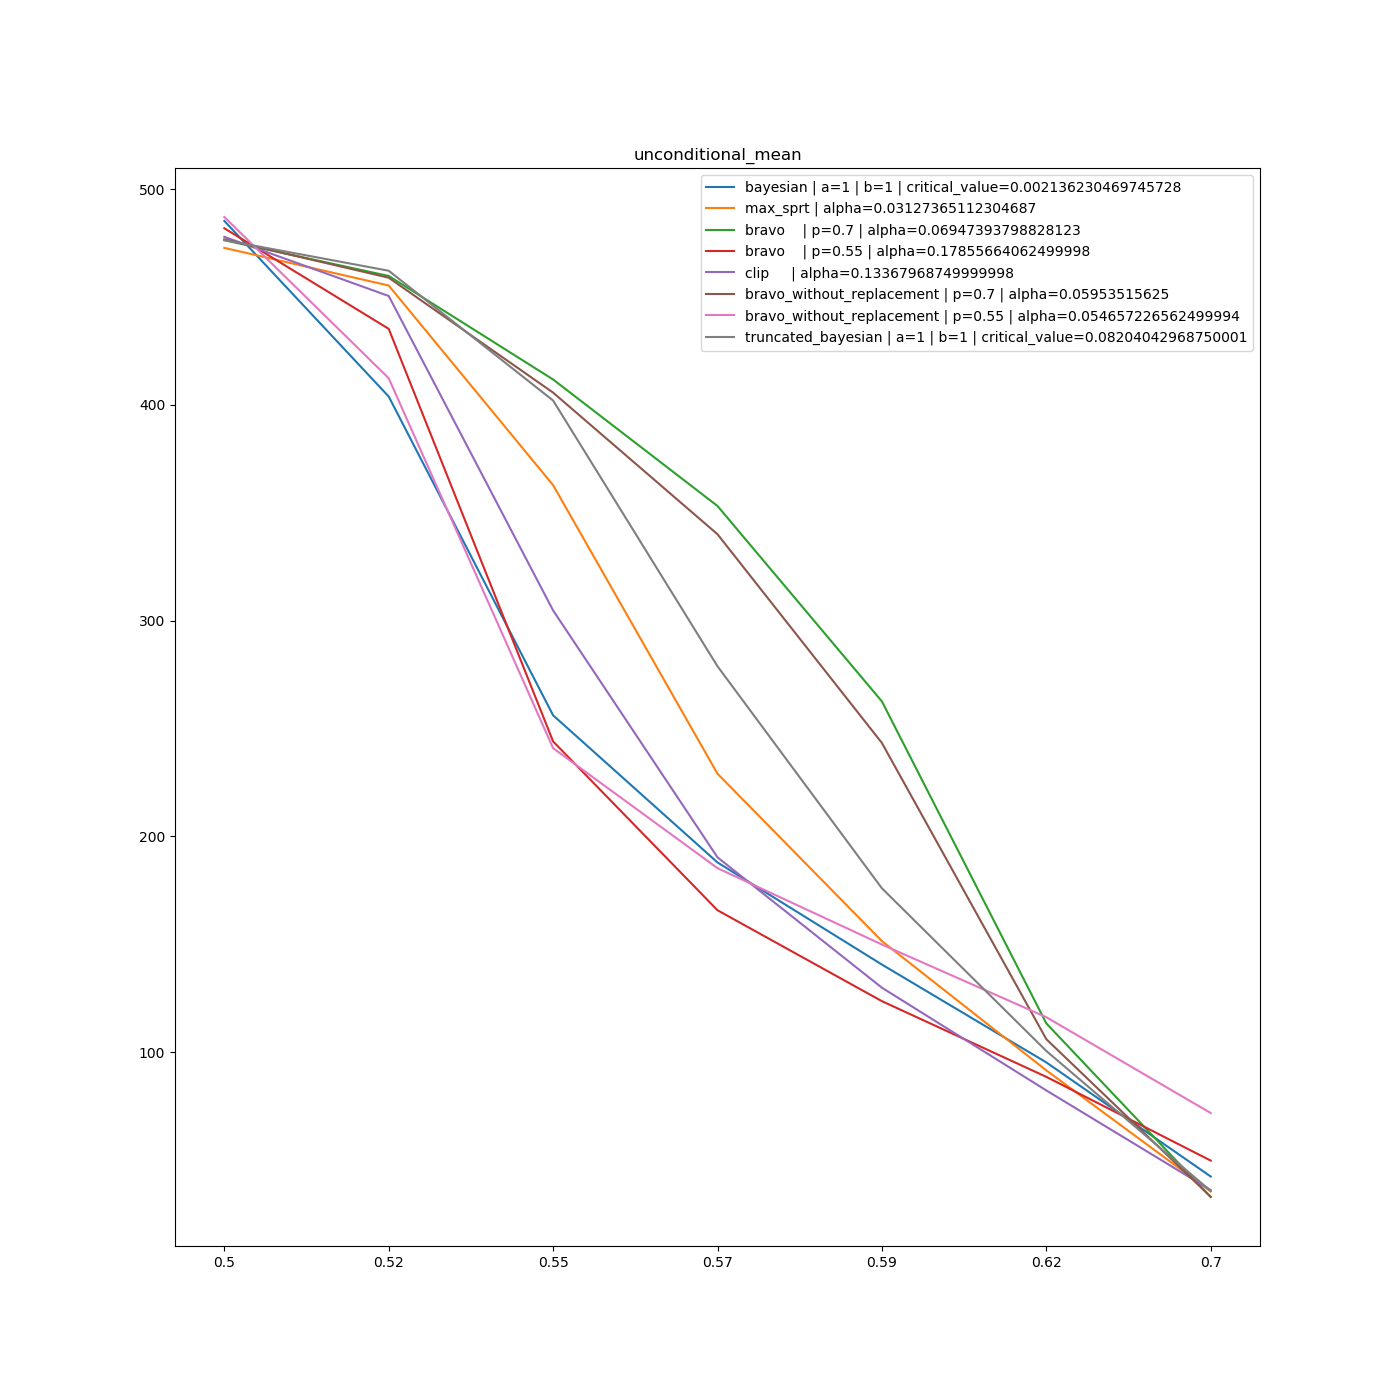 unconditional_mean
500
400
300
200
100
bayesian | a=1 | b=1 | critical_value=0.002136230469745728
max_sprt | alpha=0.03127365112304687
bravo    | p=0.7 | alpha=0.06947393798828123
bravo    | p=0.55 | alpha=0.17855664062499998
clip     | alpha=0.13367968749999998
bravo_without_replacement | p=0.7 | alpha=0.05953515625
bravo_without_replacement | p=0.55 | alpha=0.054657226562499994
truncated_bayesian | a=1 | b=1 | critical_value=0.08204042968750001
0.5 0.52 0.55 0.57 0.59 0.62 0.7